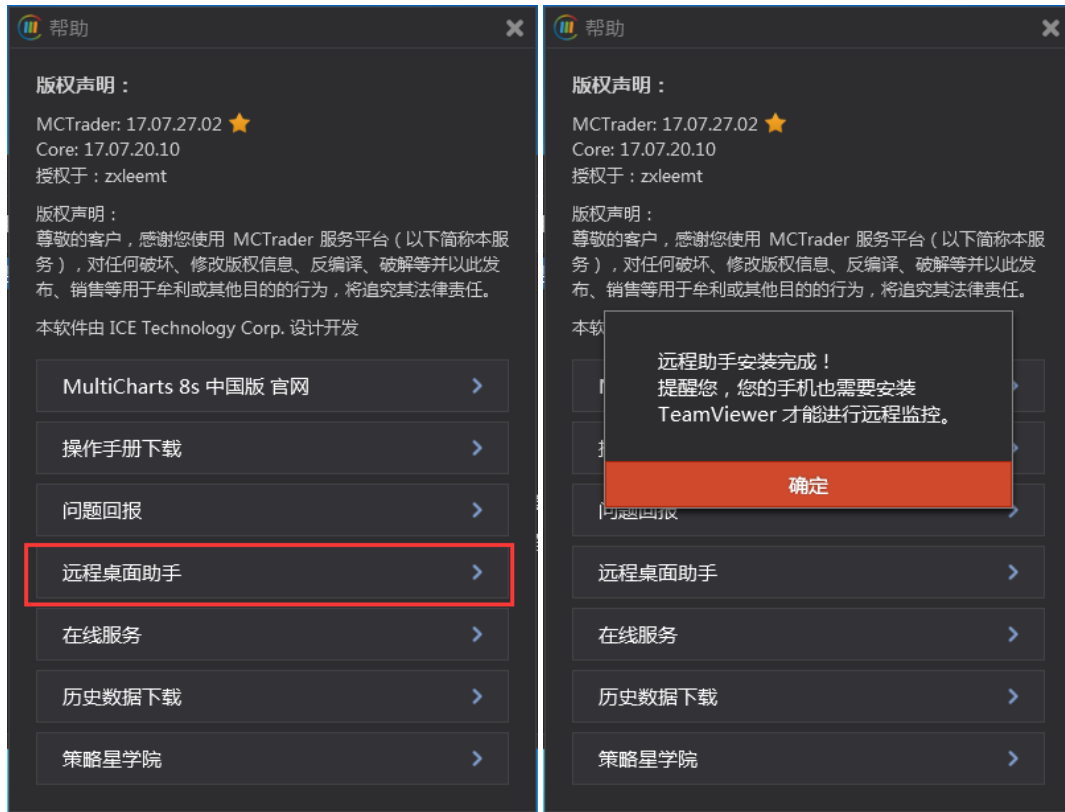 帮助
版权声明：
MCTrader: 17.07.27.02
Core: 17.07.20.10
授权于：zxleemt
版权声明：
尊敬的客户，感谢您使用 MCTrader 服务平台（以下简称本服
务），对任何破坏、修改版权信息、反编译、破解等并以此发
布、销售等用于牟利或其他目的的行为，将追究其法律责任。
本软件由 ICE Technology Corp. 设计开发
MultiCharts 8s 中国版 官网
操作手册下载
问题回报
远程桌面助手
在线服务
历史数据下载
策略星学院
帮助
版权声明：
MCTrader: 17.07.27.02
Core: 17.07.20.10
授权于：zxleemt
版权声明：
尊敬的客户，感谢您使用 MCTrader 服务平台（以下简称本服
务），对任何破坏、修改版权信息、反编译、破解等并以此发
布、销售等用于牟利或其他目的的行为，将追究其法律责任。
本软
远程助手安装完成！
提醒您，您的手机也需要安装
TeamViewer 才能进行远程监控。
确定
问题回报
远程桌面助手
在线服务
历史数据下载
策略星学院